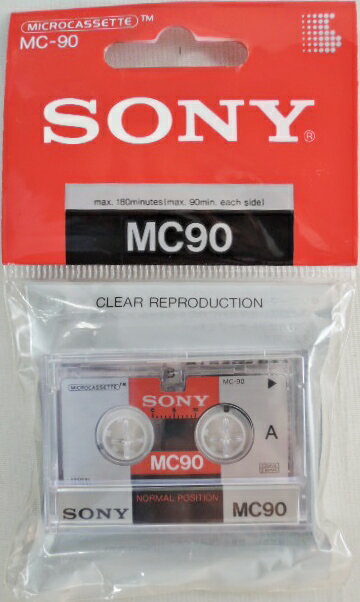 MICROCASSETTE™
MC-90
SONY®
max. 180minutes(max. 90min. each side)
MC90
CLEAR REPRODUCTION
B
MICROCASSETTE™
MC-90
SONY
A
MC90
NORMAL POSITION
SONY
MC90